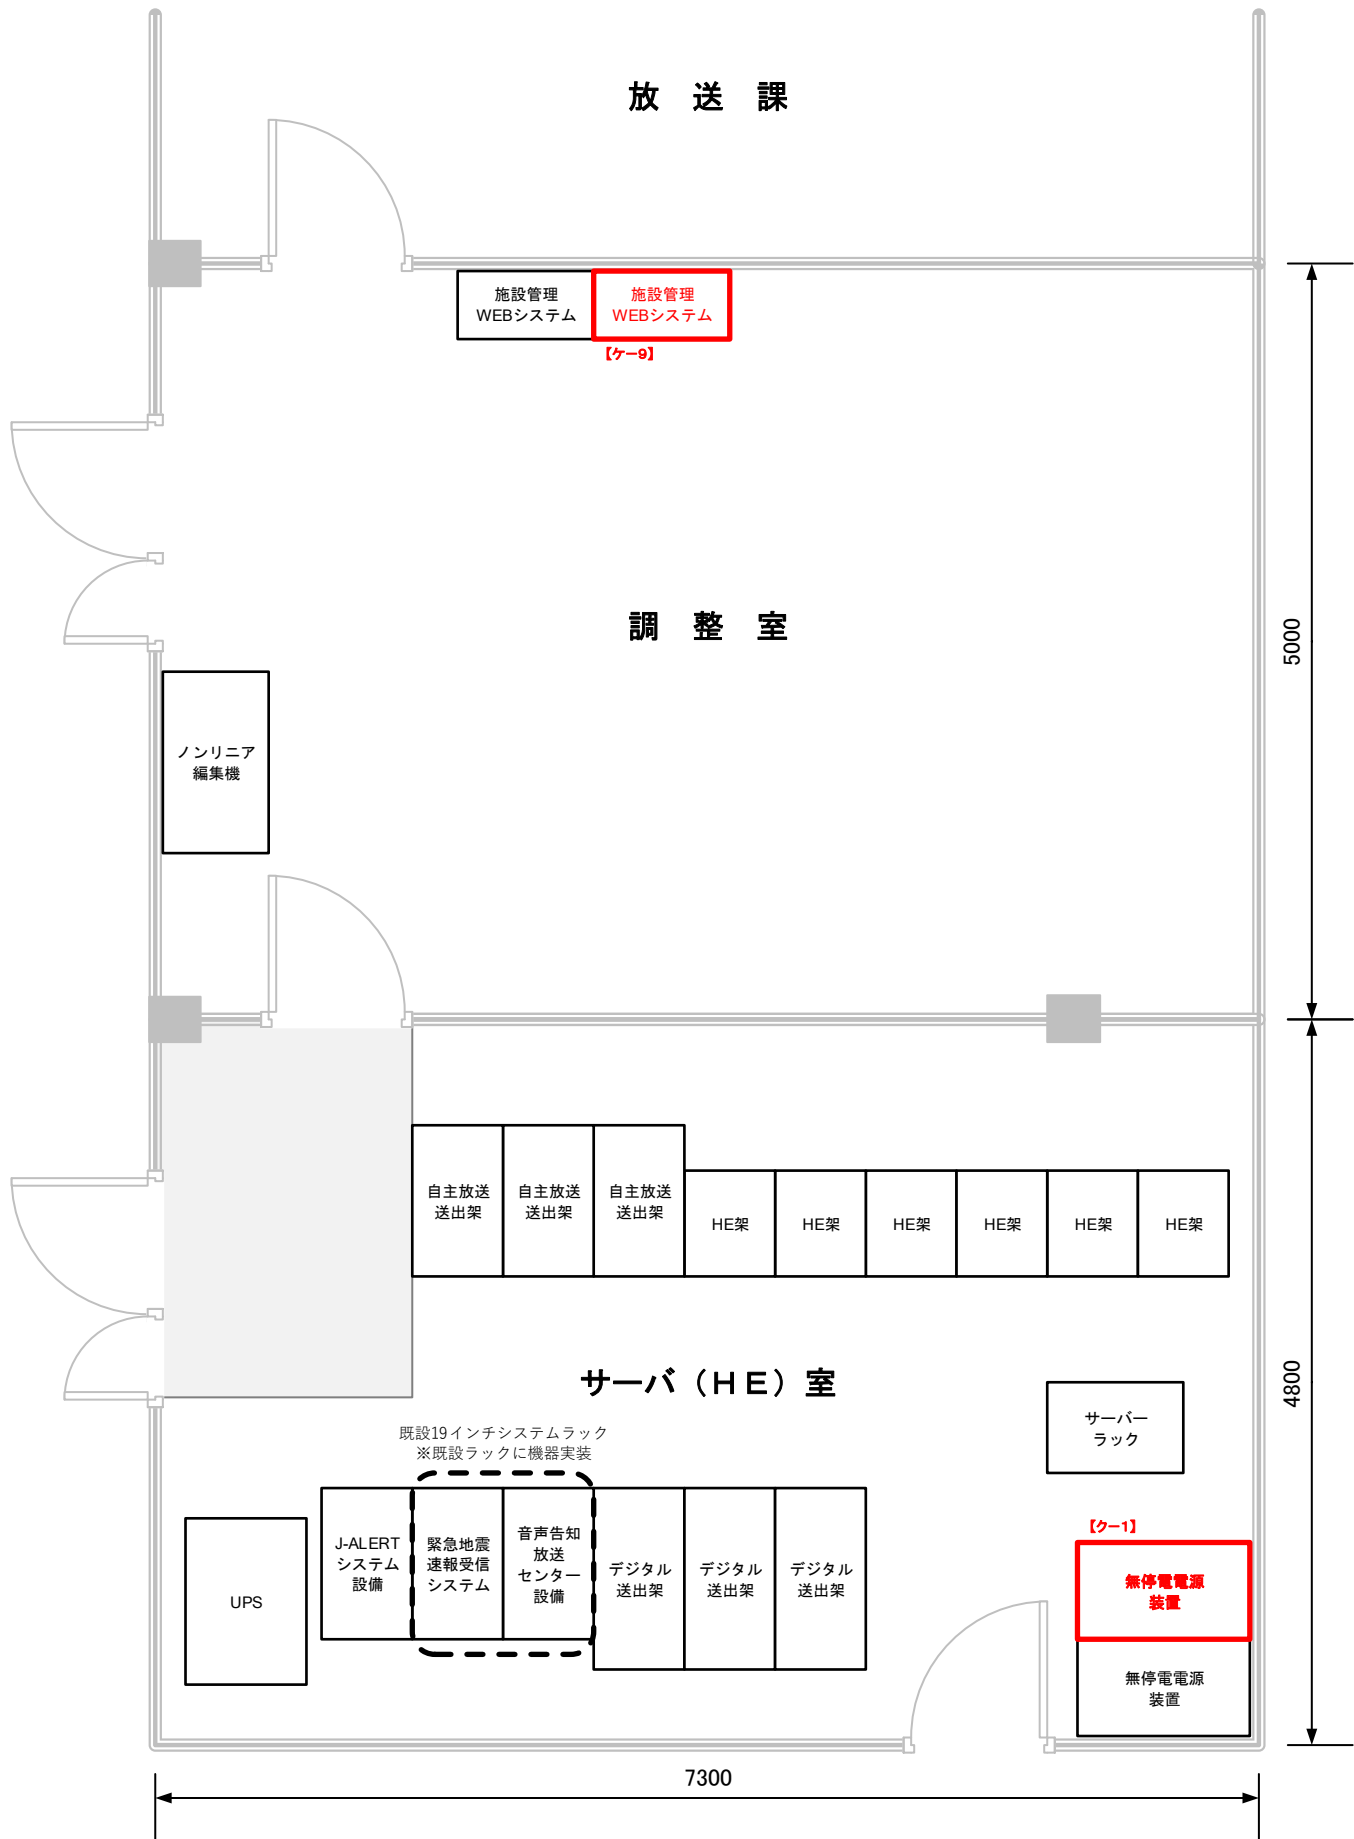 放　送　課
施設管理
WEBシステム
施設管理
WEBシステム
【ケ－9】
調　整　室
5000
ノンリニア
編集機
自主放送
送出架
自主放送
送出架
自主放送
送出架
HE架
HE架
HE架
HE架
HE架
HE架
サーバ（ＨＥ）室
4800
サーバー
ラック
既設19インチシステムラック
※既設ラックに機器実装
UPS
J-ALERT
システム
設備
緊急地震
速報受信
システム
音声告知
放送
センター
設備
デジタル
送出架
デジタル
送出架
デジタル
送出架
【ク－1】
無停電電源
装置
無停電電源
装置
7300